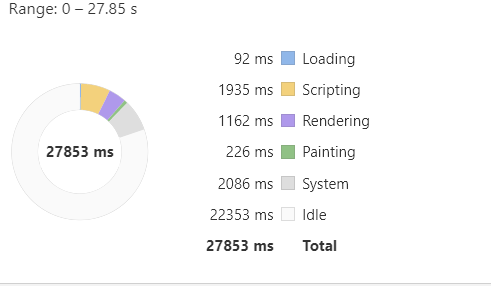 Range: 0 – 27.85 s
92 ms Loading
1935 ms Scripting
1162 ms Rendering
27853 ms
226 ms Painting
2086 ms System
22353 ms Idle
27853 ms Total